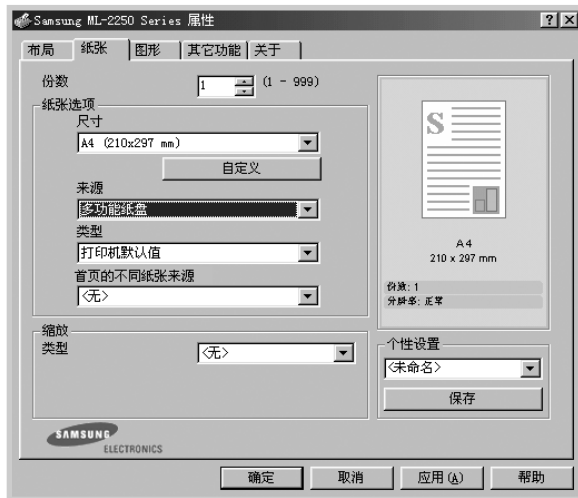 Samsung ML-2250 Series 属性
布局 纸张 图形 其它功能 关于
份数 1 (1 - 999)
纸张选项
尺寸
A4 (210x297 mm)
自定义
来源
多功能纸盘
类型
打印机默认值
首页的不同纸张来源
<无>
缩放
类型 <无>
S
A4
210 x 297 mm
份数: 1
分辨率: 正常
个性设置
<未命名>
保存
SAMSUNG
ELECTRONICS
确定 取消 应用(A) 帮助